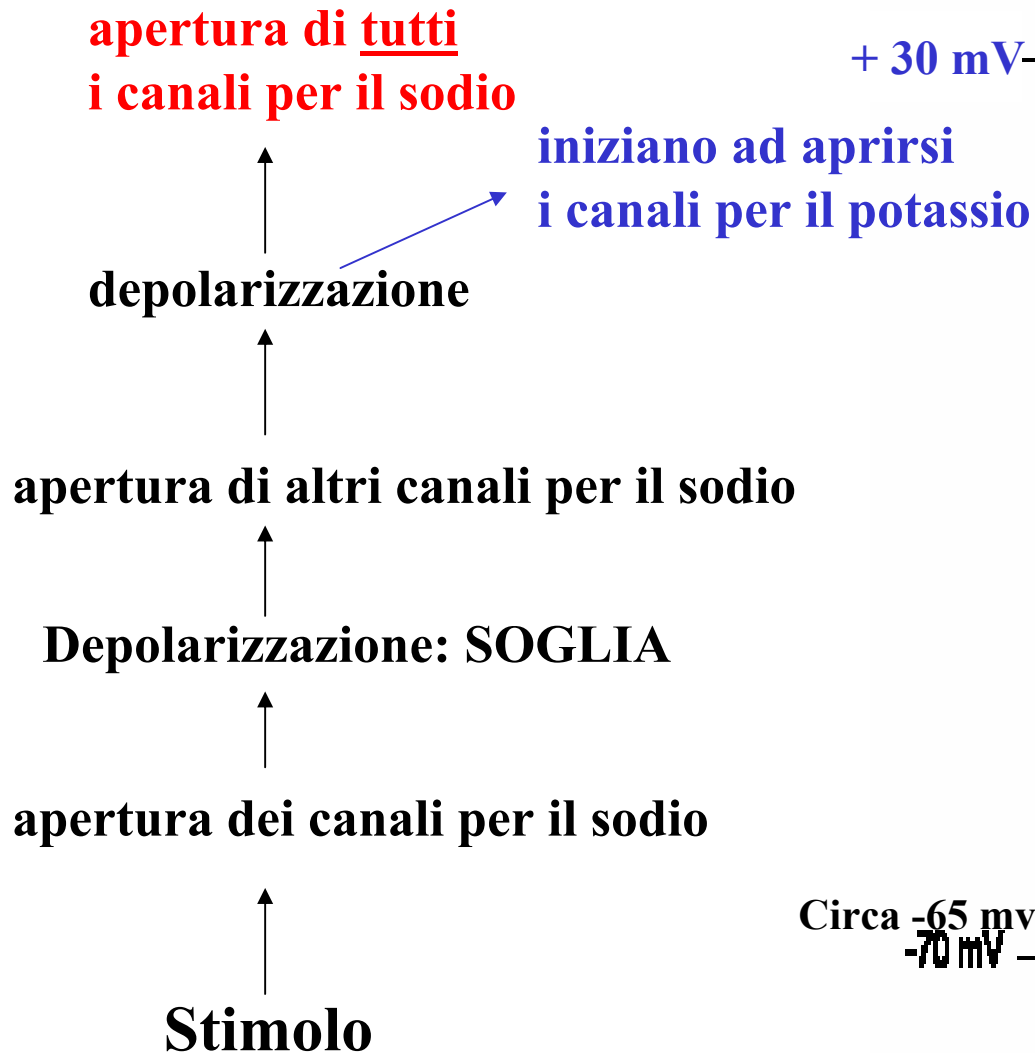 apertura di tutti
i canali per il sodio
+ 30 mV
iniziano ad aprirsi
i canali per il potassio
depolarizzazione
apertura di altri canali per il sodio
Depolarizzazione: SOGLIA
apertura dei canali per il sodio
Circa -65 mv
-70 mV
Stimolo